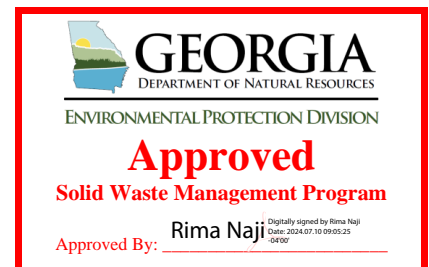 GEORGIA
DEPARTMENT OF NATURAL RESOURCES
ENVIRONMENTAL PROTECTION DIVISION
Approved
Solid Waste Management Program
Approved By: Rima Naji
Digitally signed by Rima Naji
Date: 2024.07.10 09:05:25
-04'00'